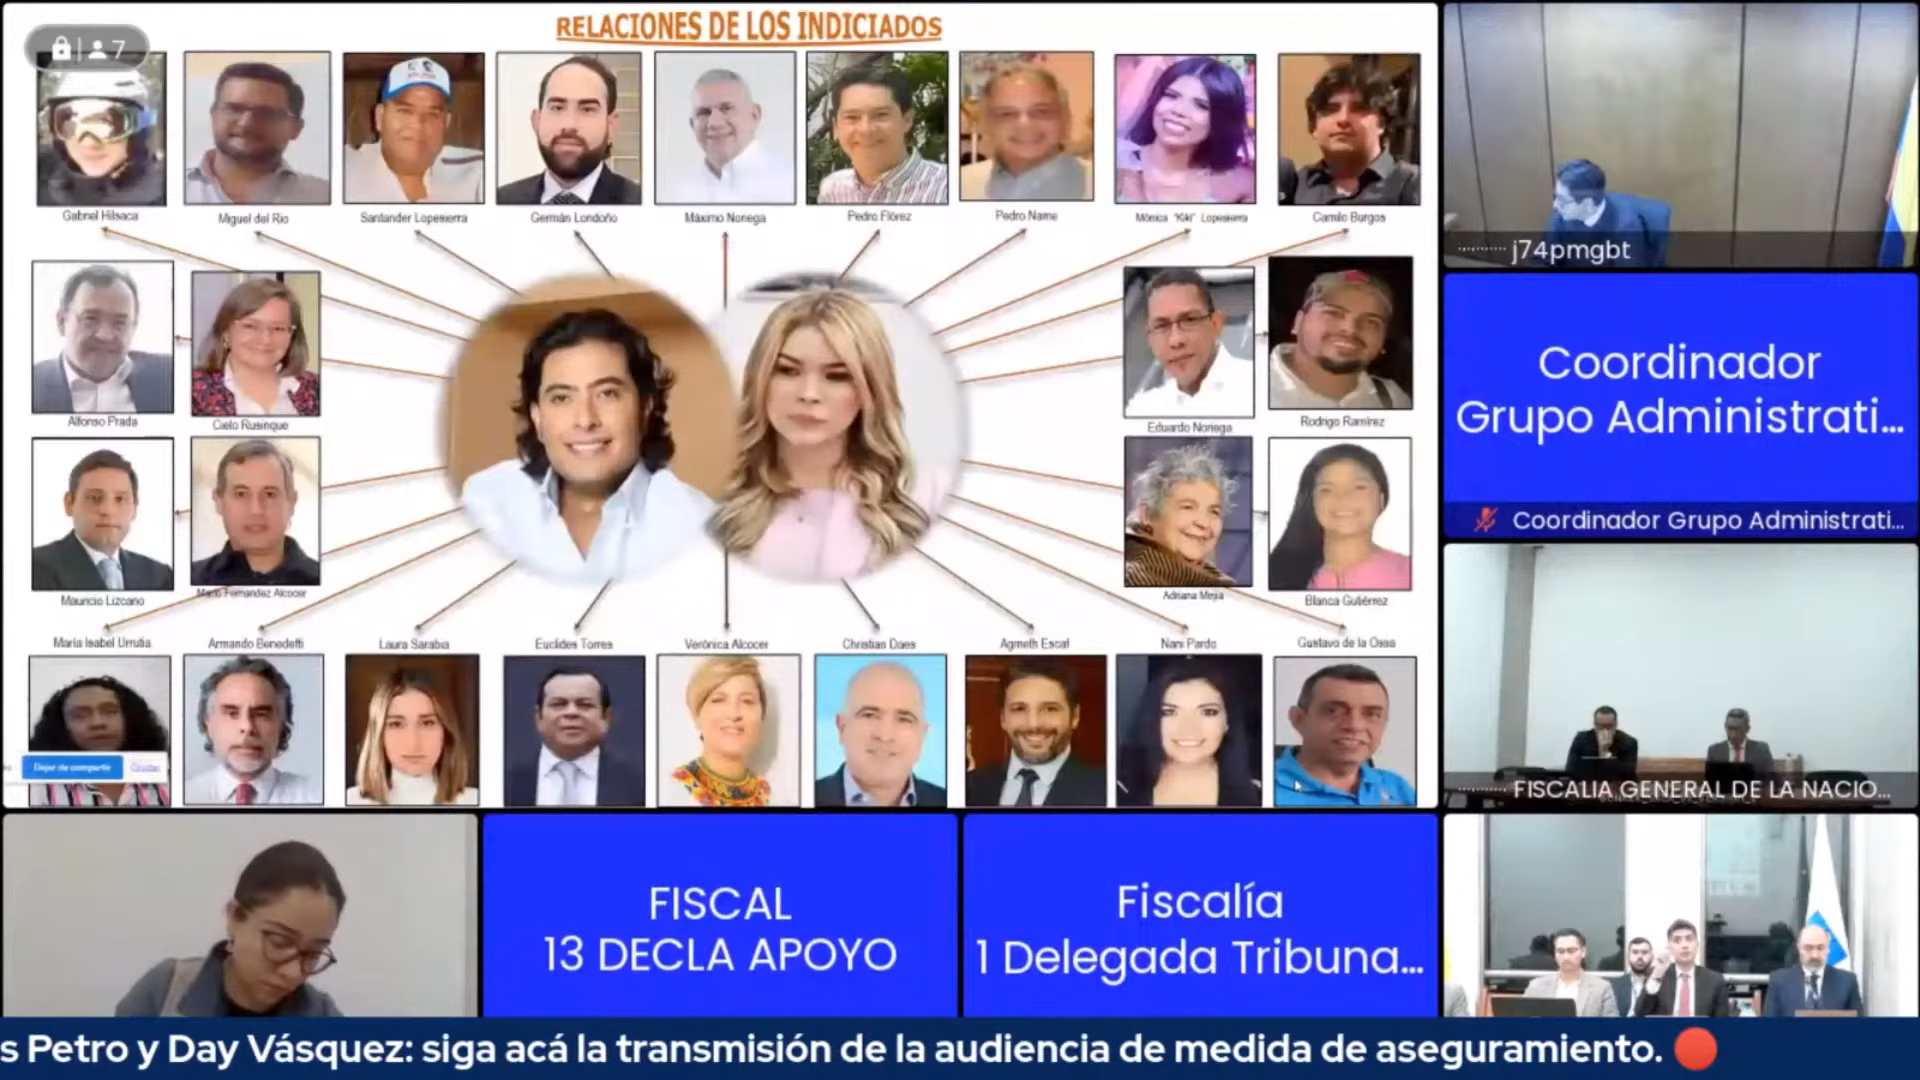 RELACIONES DE LOS INDICIADOS
7
Gabriel Hilsaca
Miguel del Rio
Santander Lopesierra
Germán Londoño
Máximo Noriega
Pedro Flórez
Pedro Name
Mónica "Kiki" Lopesierra
Camilo Burgos
j74pmgbt
Alfonso Prada
Cielo Rusinque
Eduardo Noriega
Rodrigo Ramírez
Coordinador
Grupo Administrati...
Coordinador Grupo Administrati...
Mauricio Lizcano
Mario Fernández Alcocer
Adriana Mejía
Blanca Gutiérrez
María Isabel Urrutia
Armando Benedetti
Laura Sarabia
Euclides Torres
Verónica Alcocer
Christian Daes
Agmeth Escaf
Nani Pardo
Gustavo de la Ossa
Dejar de compartir
Ocultar
FISCALIA GENERAL DE LA NACIO...
FISCAL
13 DECLA APOYO
Fiscalía
1 Delegada Tribuna...
s Petro y Day Vásquez: siga acá la transmisión de la audiencia de medida de aseguramiento.